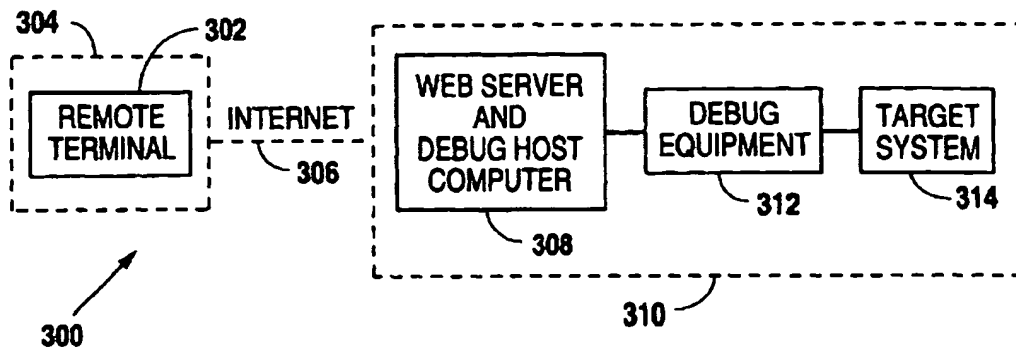 304
302
REMOTE
TERMINAL
INTERNET
306
WEB SERVER
AND
DEBUG HOST
COMPUTER
308
DEBUG
EQUIPMENT
312
TARGET
SYSTEM
314
310
300